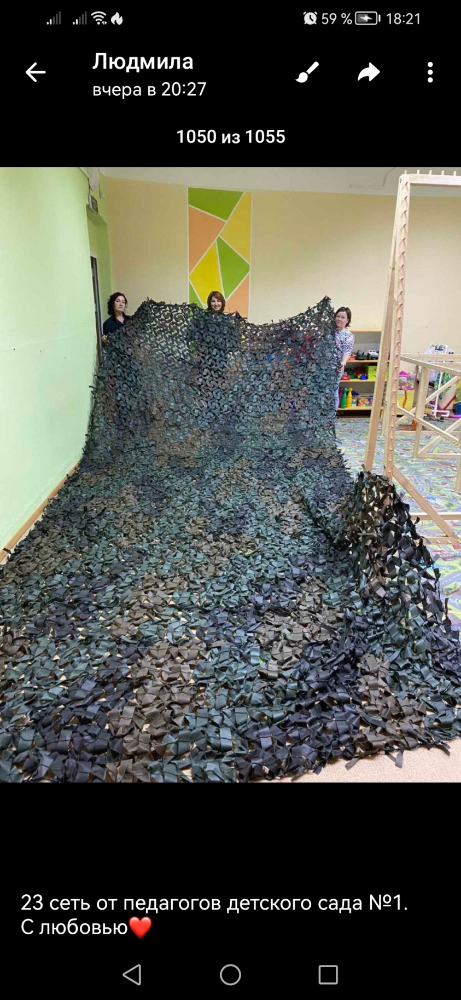 59 % 18:21
Людмила
вчера в 20:27
1050 из 1055
23 сеть от педагогов детского сада №1.
С любовью❤️